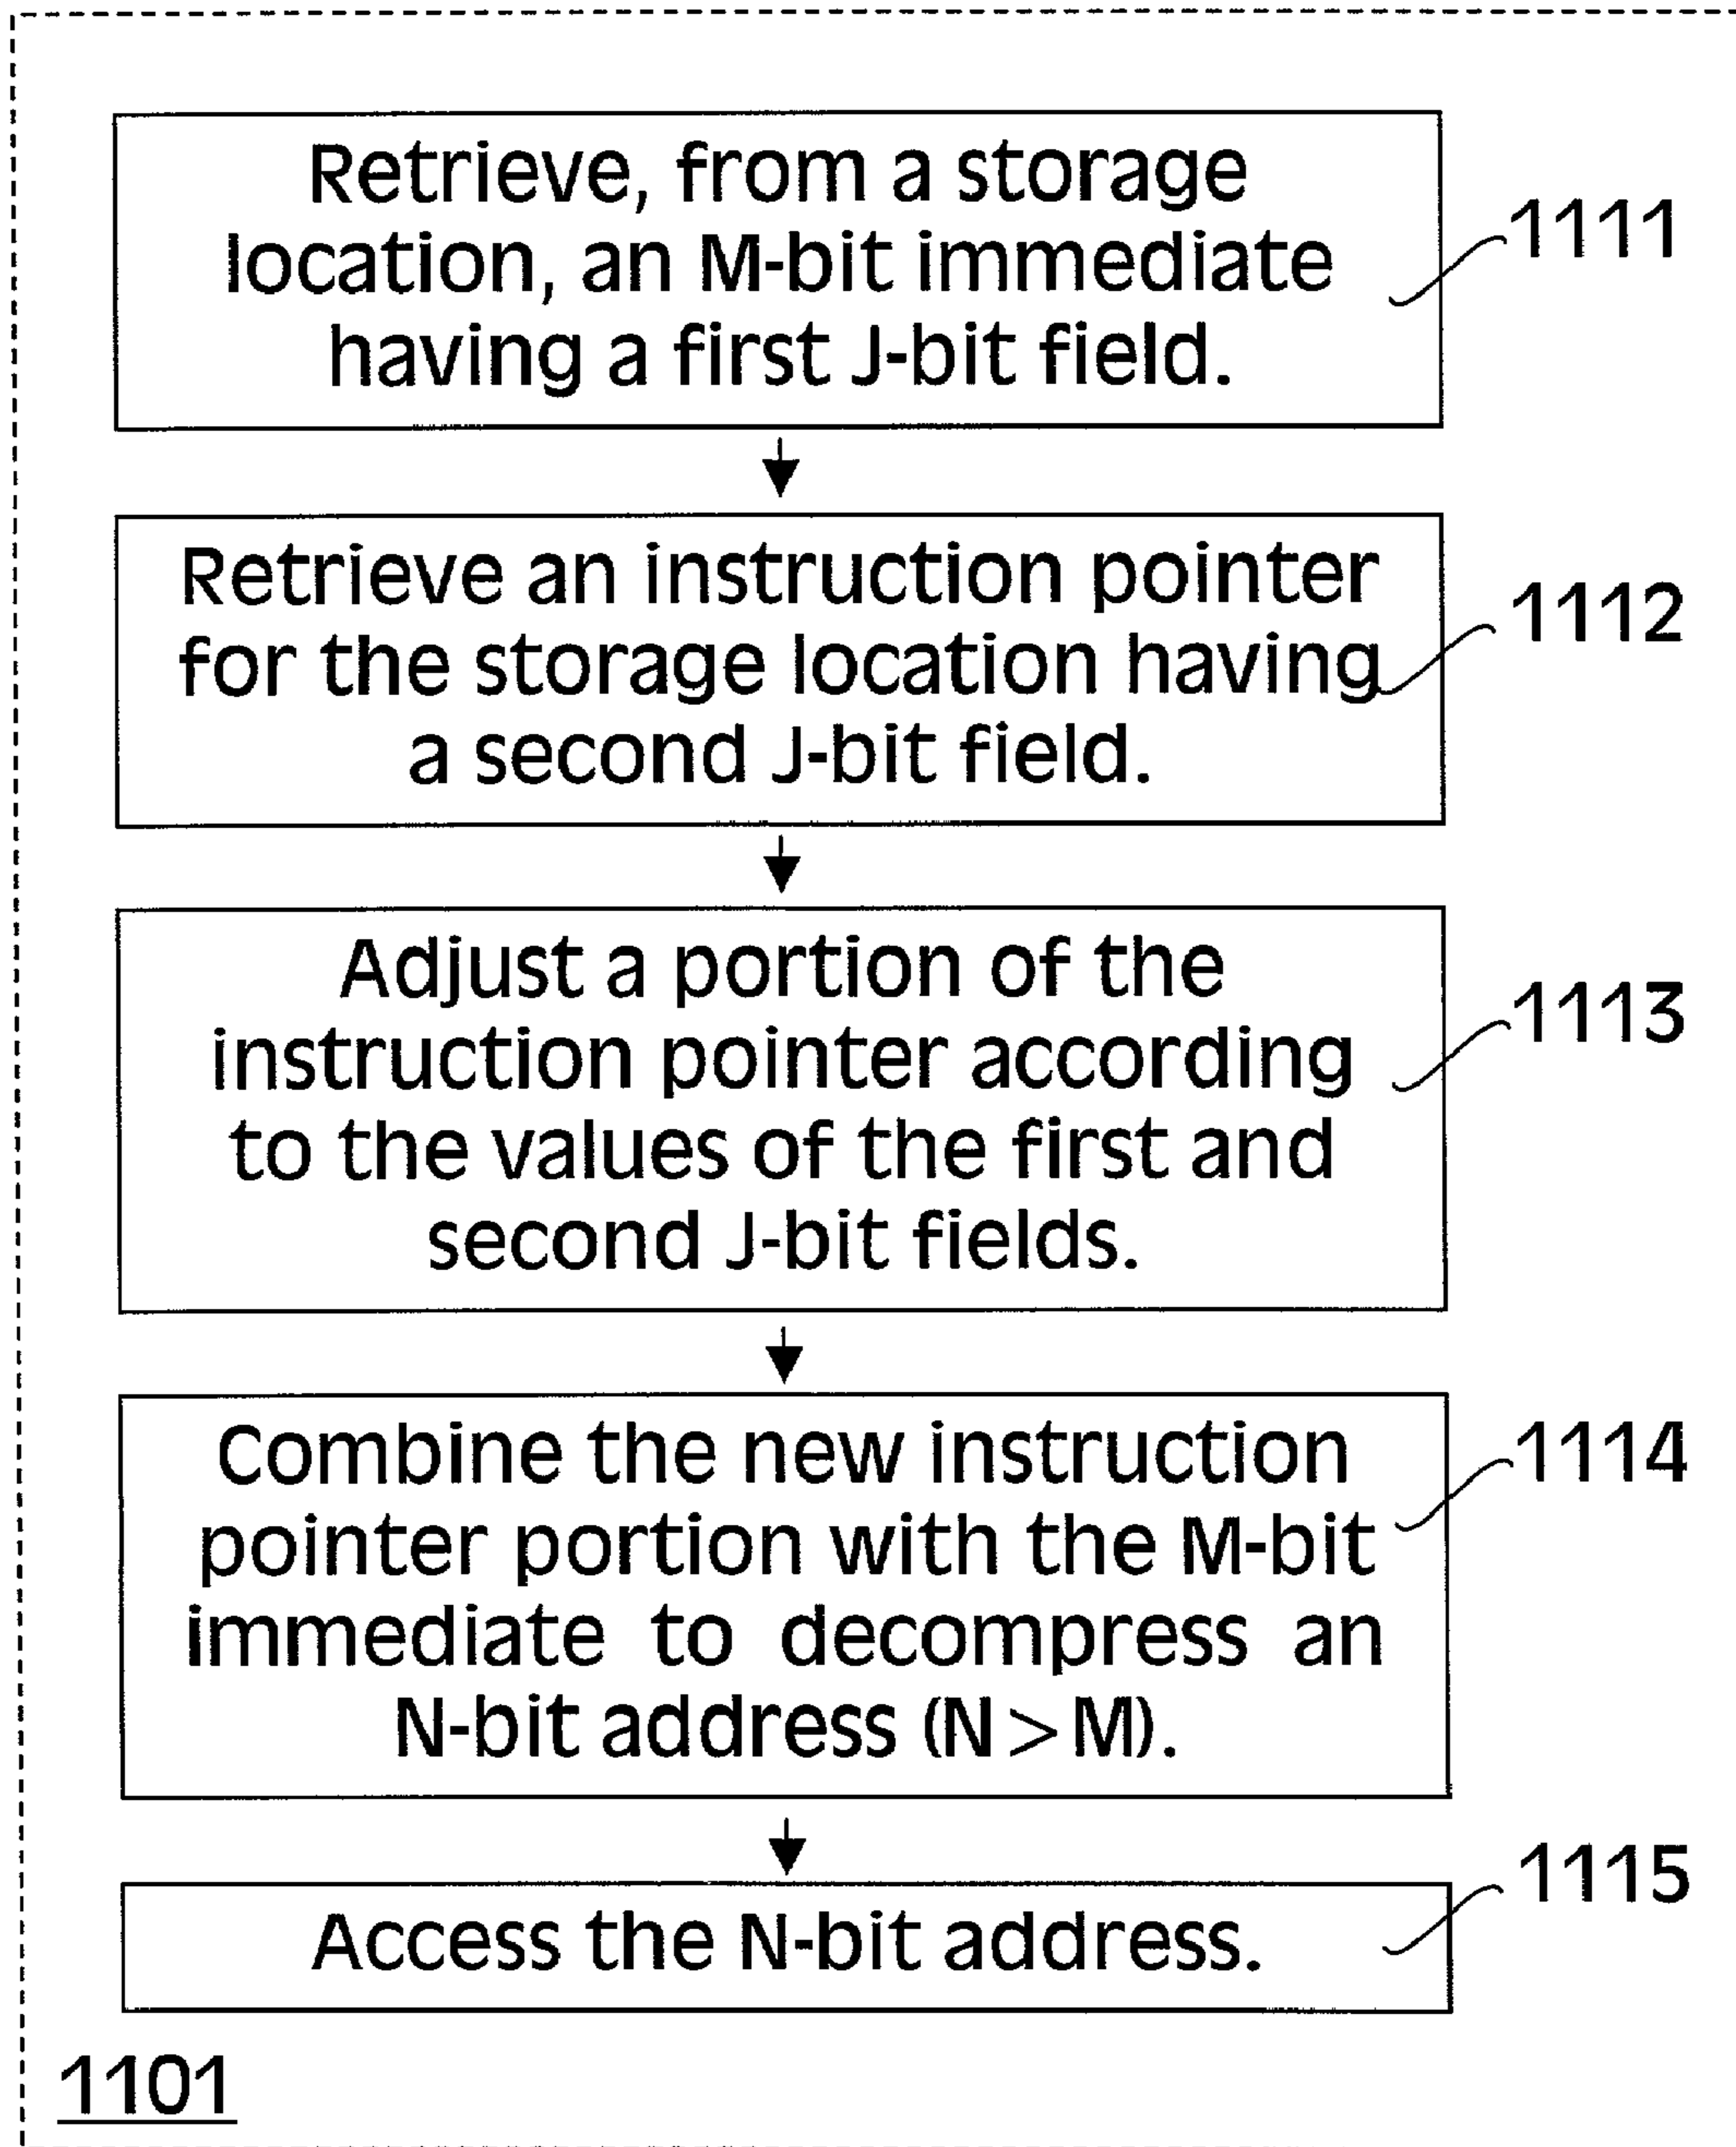 Retrieve, from a storage
location, an M-bit immediate
having a first J-bit field.
1111
Retrieve an instruction pointer
for the storage location having
a second J-bit field.
1112
Adjust a portion of the
instruction pointer according
to the values of the first and
second J-bit fields.
1113
Combine the new instruction
pointer portion with the M-bit
immediate to decompress an
N-bit address (N > M).
1114
Access the N-bit address.
1115
1101